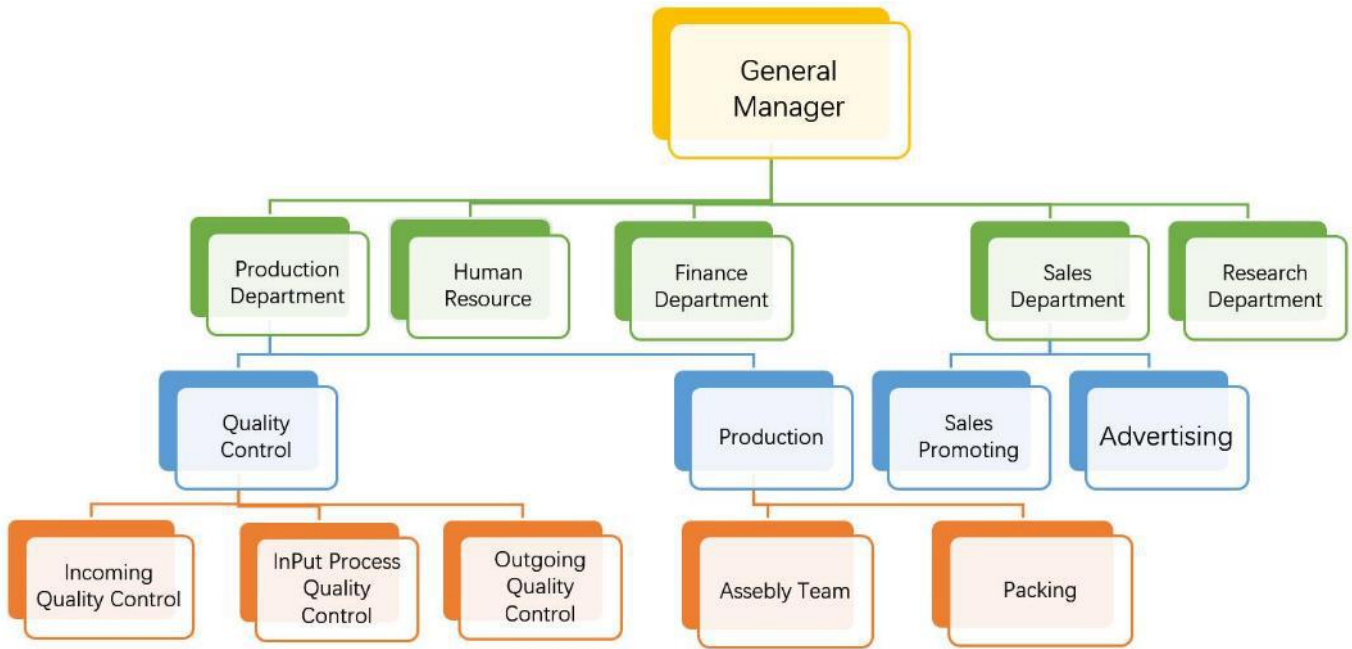 General
Manager
Production
Department
Human
Resource
Finance
Department
Sales
Department
Research
Department
Quality
Control
Production
Sales
Promoting
Advertising
Incoming
Quality Control
InPut Process
Quality
Control
Outgoing
Quality
Control
Assebly Team
Packing